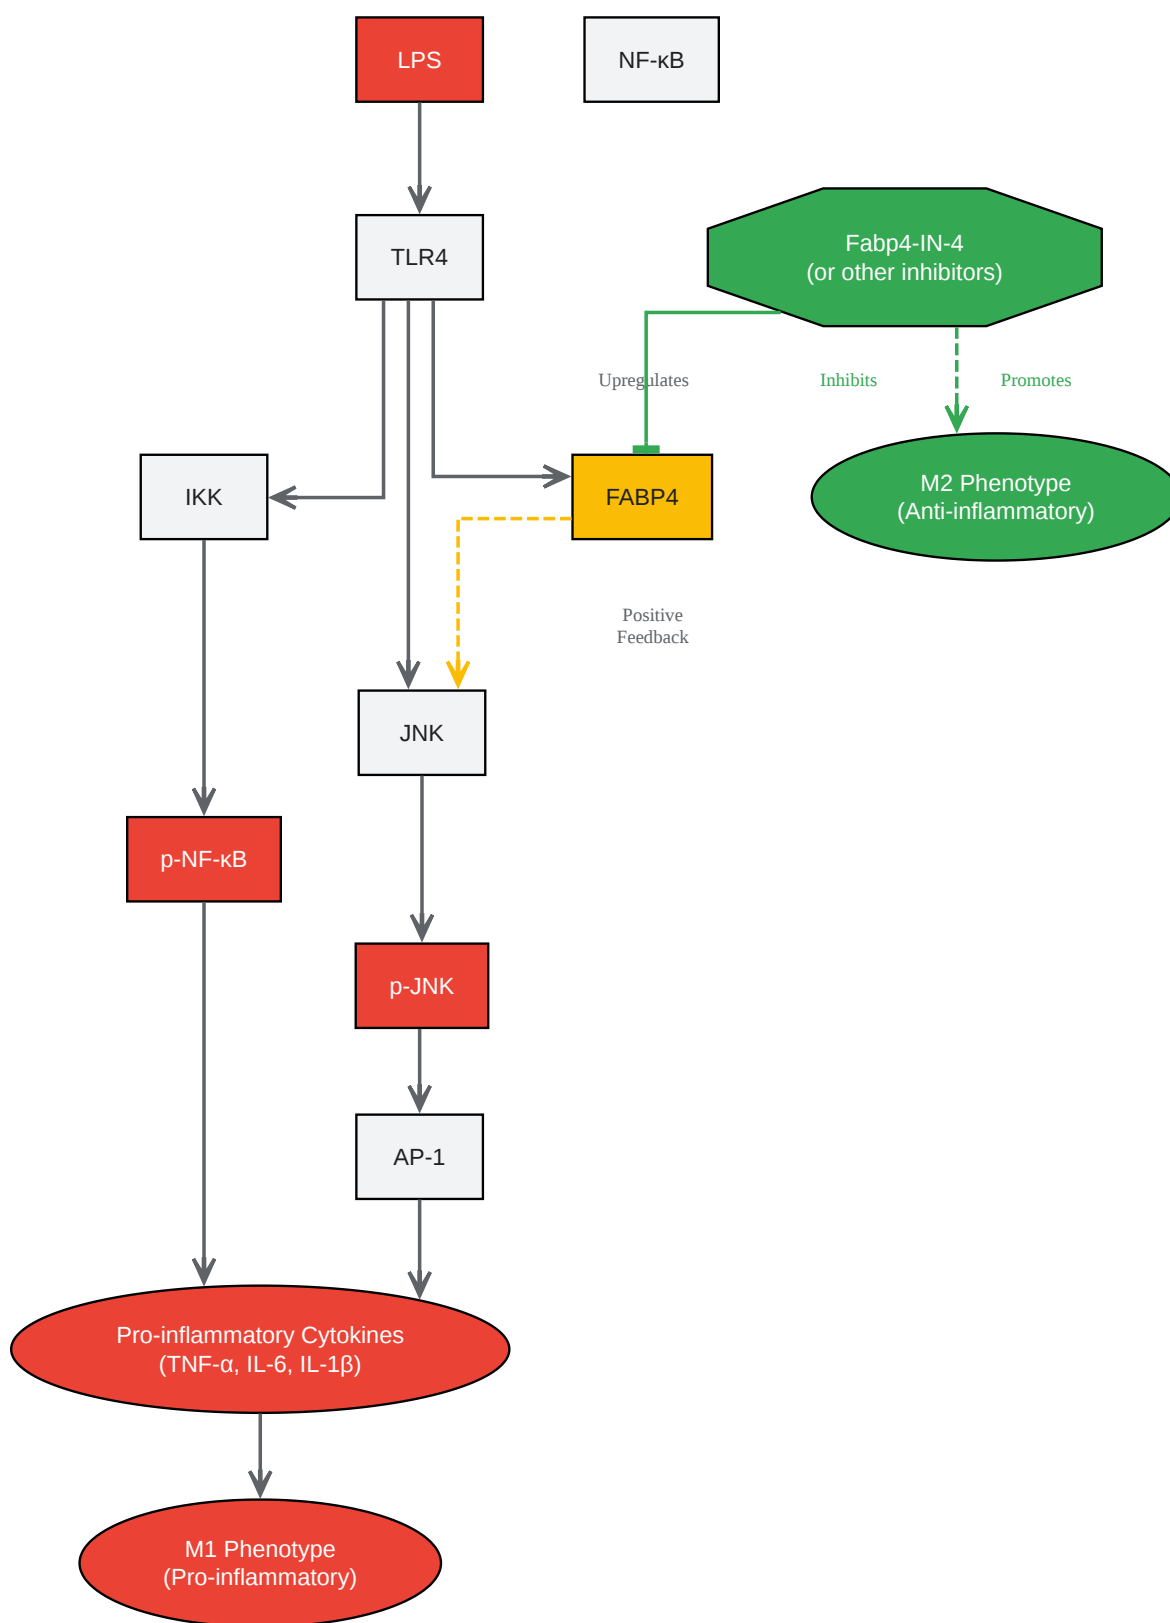 LPS
NF-κB
TLR4
Fabp4-IN-4
(or other inhibitors)
Upregulates
Inhibits
Promotes
IKK
FABP4
M2 Phenotype
(Anti-inflammatory)
Positive
Feedback
JNK
p-NF-κB
p-JNK
AP-1
Pro-inflammatory Cytokines
(TNF-α, IL-6, IL-1β)
M1 Phenotype
(Pro-inflammatory)